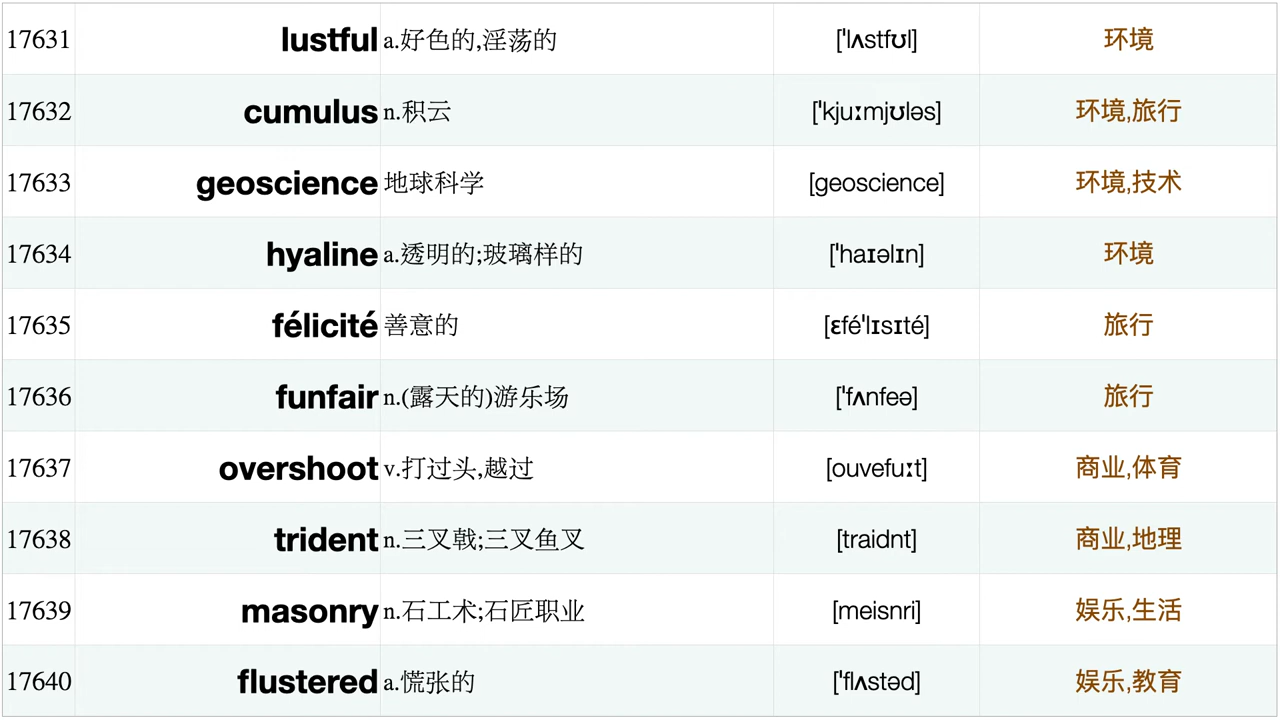 17631 lustful a.好色的,淫荡的 ['lʌstfʊl] 环境
17632 cumulus n.积云 ['kjuːmjʊləs] 环境,旅行
17633 geoscience 地球科学 [geoscience] 环境,技术
17634 hyaline a.透明的;玻璃样的 ['haɪəlɪn] 环境
17635 félicité 善意的 [ɛfé'lɪsɪté] 旅行
17636 funfair n.(露天的)游乐场 ['fʌnfeə] 旅行
17637 overshoot v.打过头,越过 [ouvefuːt] 商业,体育
17638 trident n.三叉戟;三叉鱼叉 [traidnt] 商业,地理
17639 masonry n.石工术;石匠职业 [meisnri] 娱乐,生活
17640 flustered a.慌张的 ['flʌstəd] 娱乐,教育